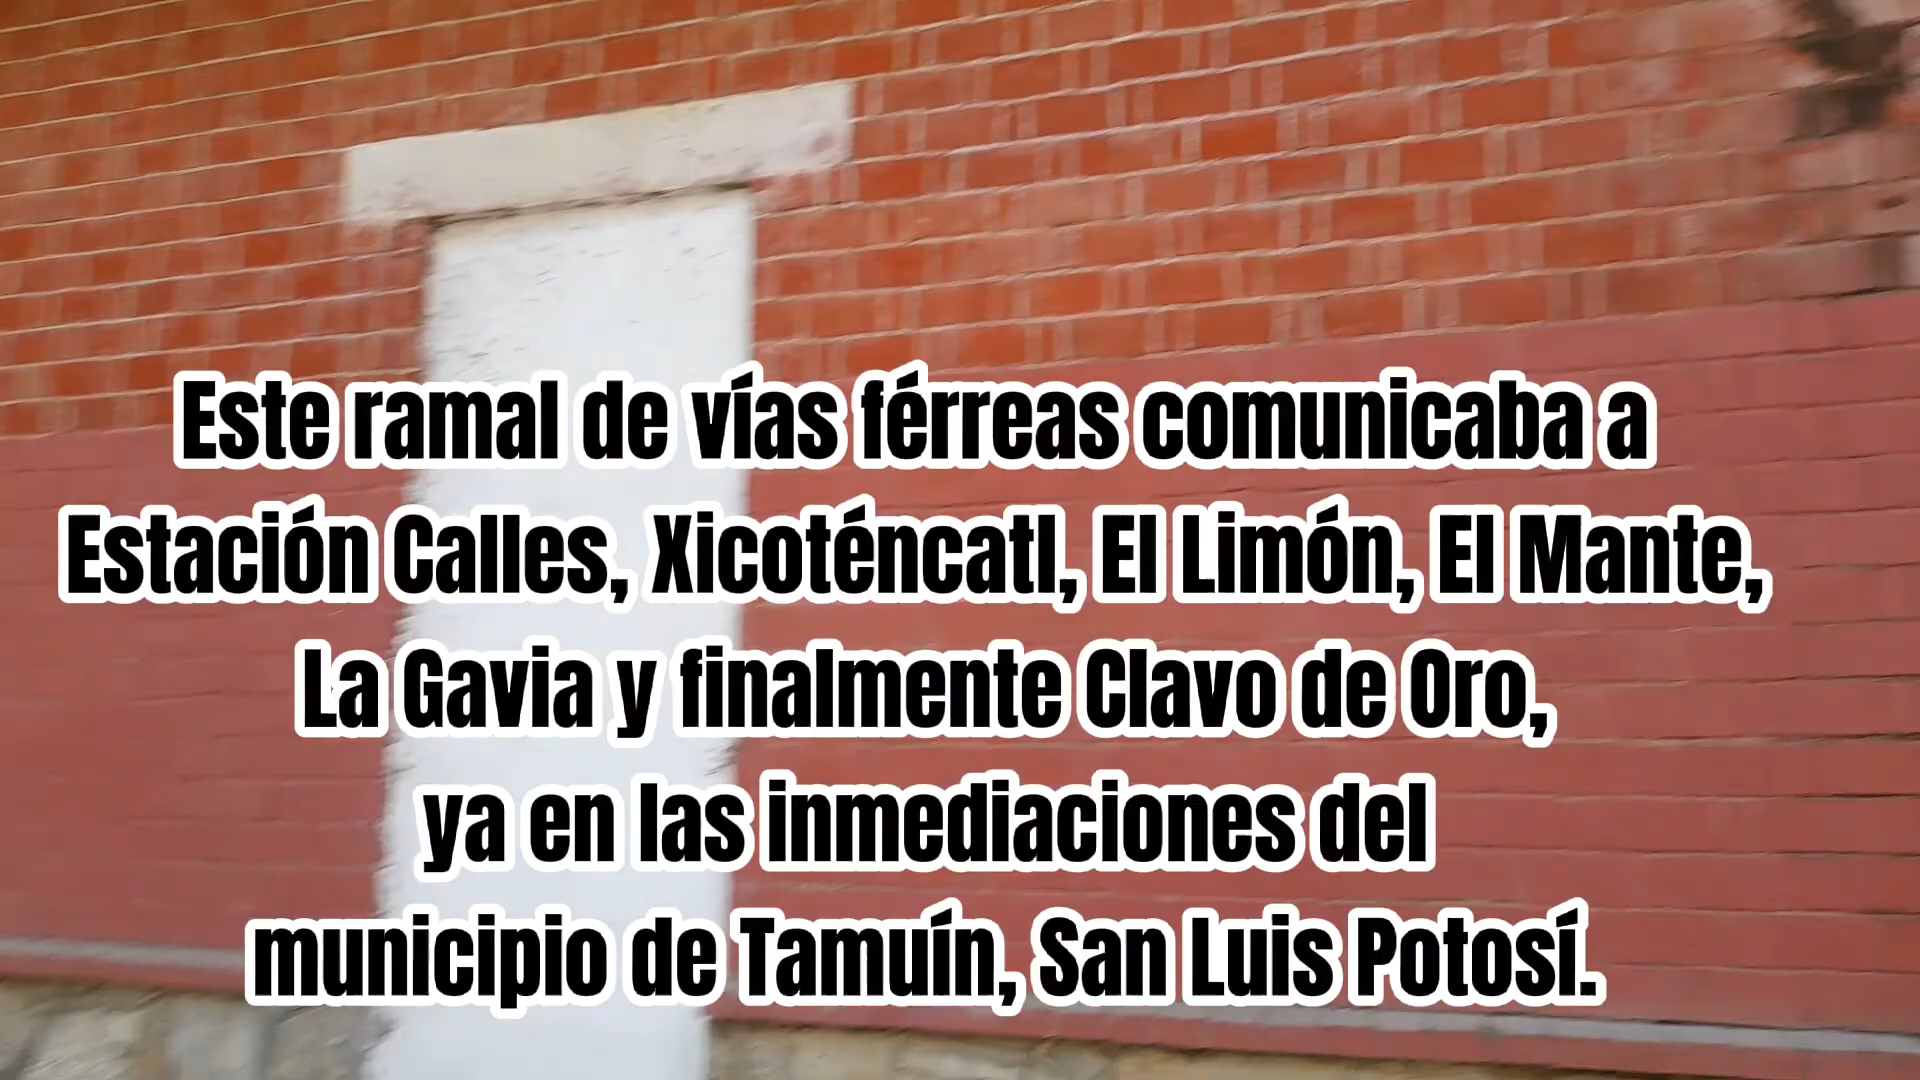 Este ramal de vías férreas comunicaba a
Estación Calles, Xicoténcatl, El Limón, El Mante,
La Gavia y finalmente Clavo de Oro,
ya en las inmediaciones del
municipio de Tamuín, San Luis Potosí.